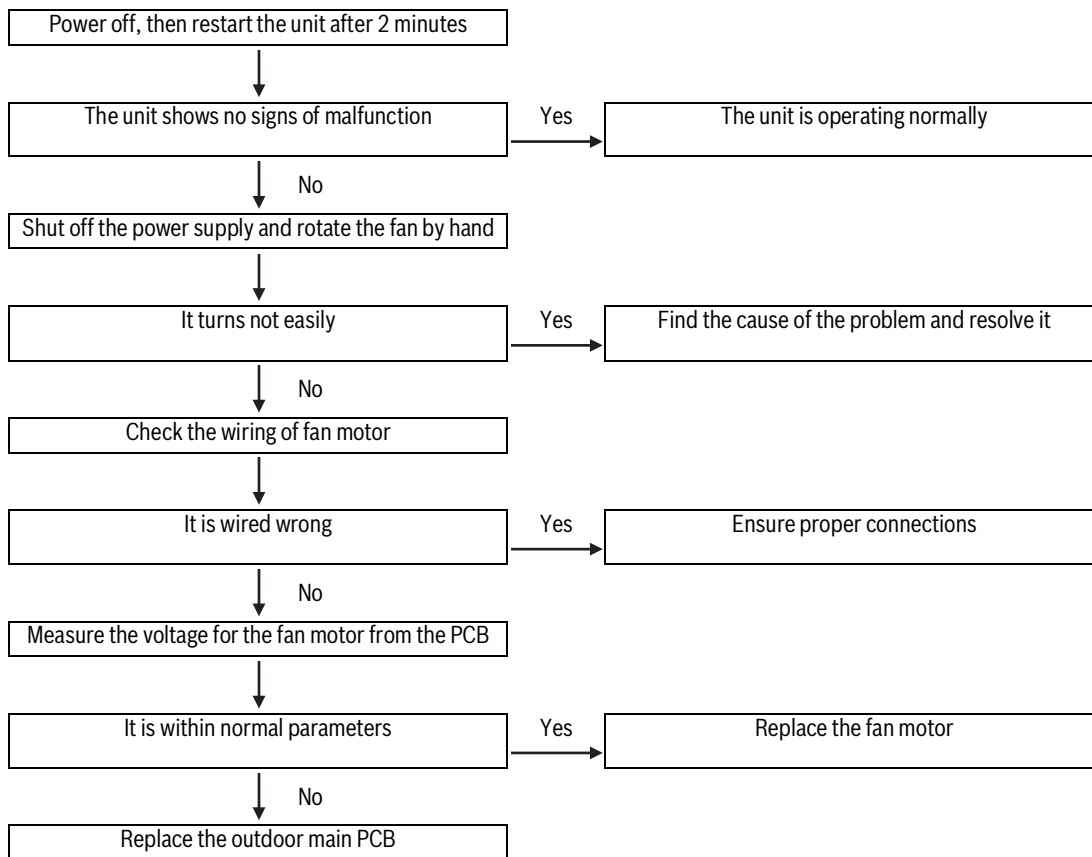 Power off, then restart the unit after 2 minutes
The unit shows no signs of malfunction
Yes
The unit is operating normally
No
Shut off the power supply and rotate the fan by hand
It turns not easily
Yes
Find the cause of the problem and resolve it
No
Check the wiring of fan motor
It is wired wrong
Yes
Ensure proper connections
No
Measure the voltage for the fan motor from the PCB
It is within normal parameters
Yes
Replace the fan motor
No
Replace the outdoor main PCB